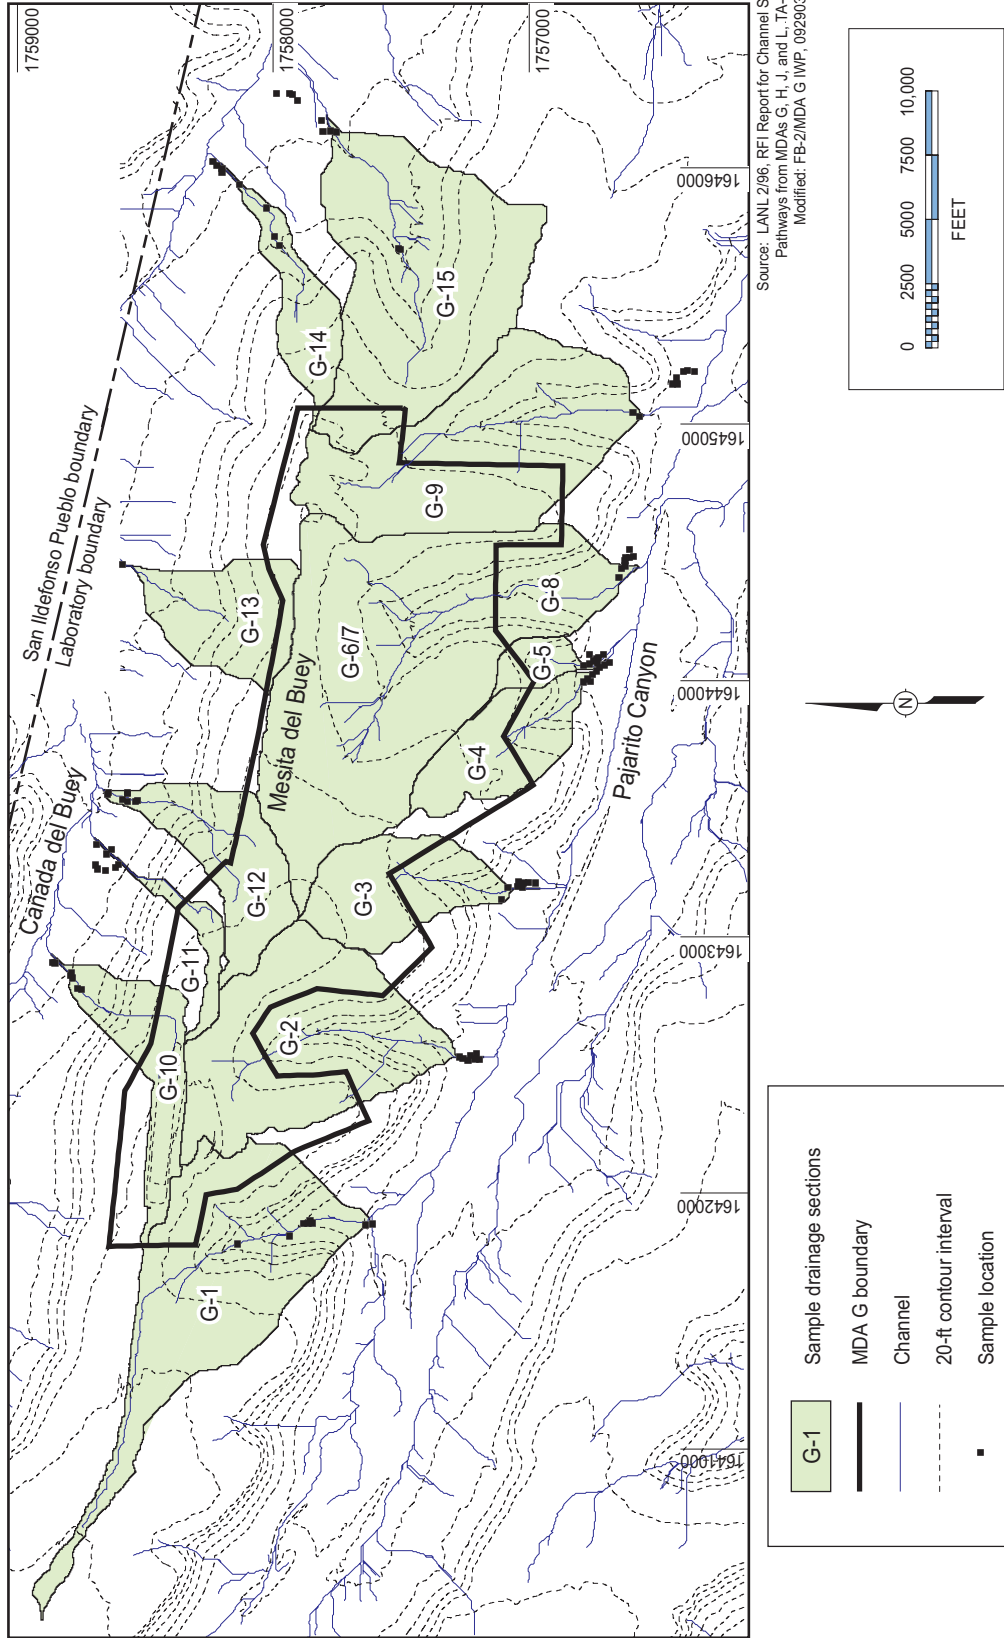 1759000
1758000
1757000
San Ildefonso Pueblo boundary
Laboratory boundary
Cañada del Buey
Mesita del Buey
Pajarito Canyon
G-1
G-2
G-3
G-4
G-5
G-6/7
G-8
G-9
G-10
G-11
G-12
G-13
G-14
G-15
1641000
1642000
1643000
1644000
1645000
1646000
G-1
Sample drainage sections
MDA G boundary
Channel
20-ft contour interval
Sample location
N
0 2500 5000 7500 10,000
FEET
Source: LANL 2/96, RFI Report for Channel S
Pathways from MDAs G, H, J, and L, TA-
Modified: FB-2/MDA G IWP, 092903